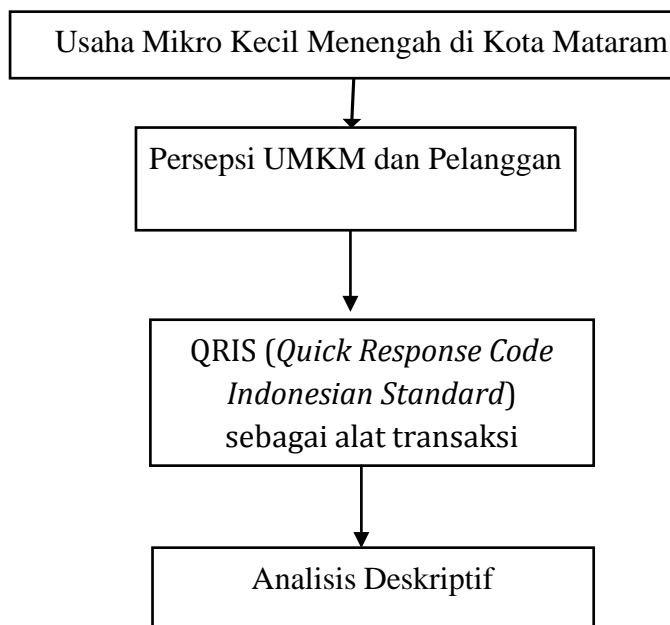 Usaha Mikro Kecil Menengah di Kota Mataram
Persepsi UMKM dan Pelanggan
QRIS (Quick Response Code
Indonesian Standard)
sebagai alat transaksi
Analisis Deskriptif